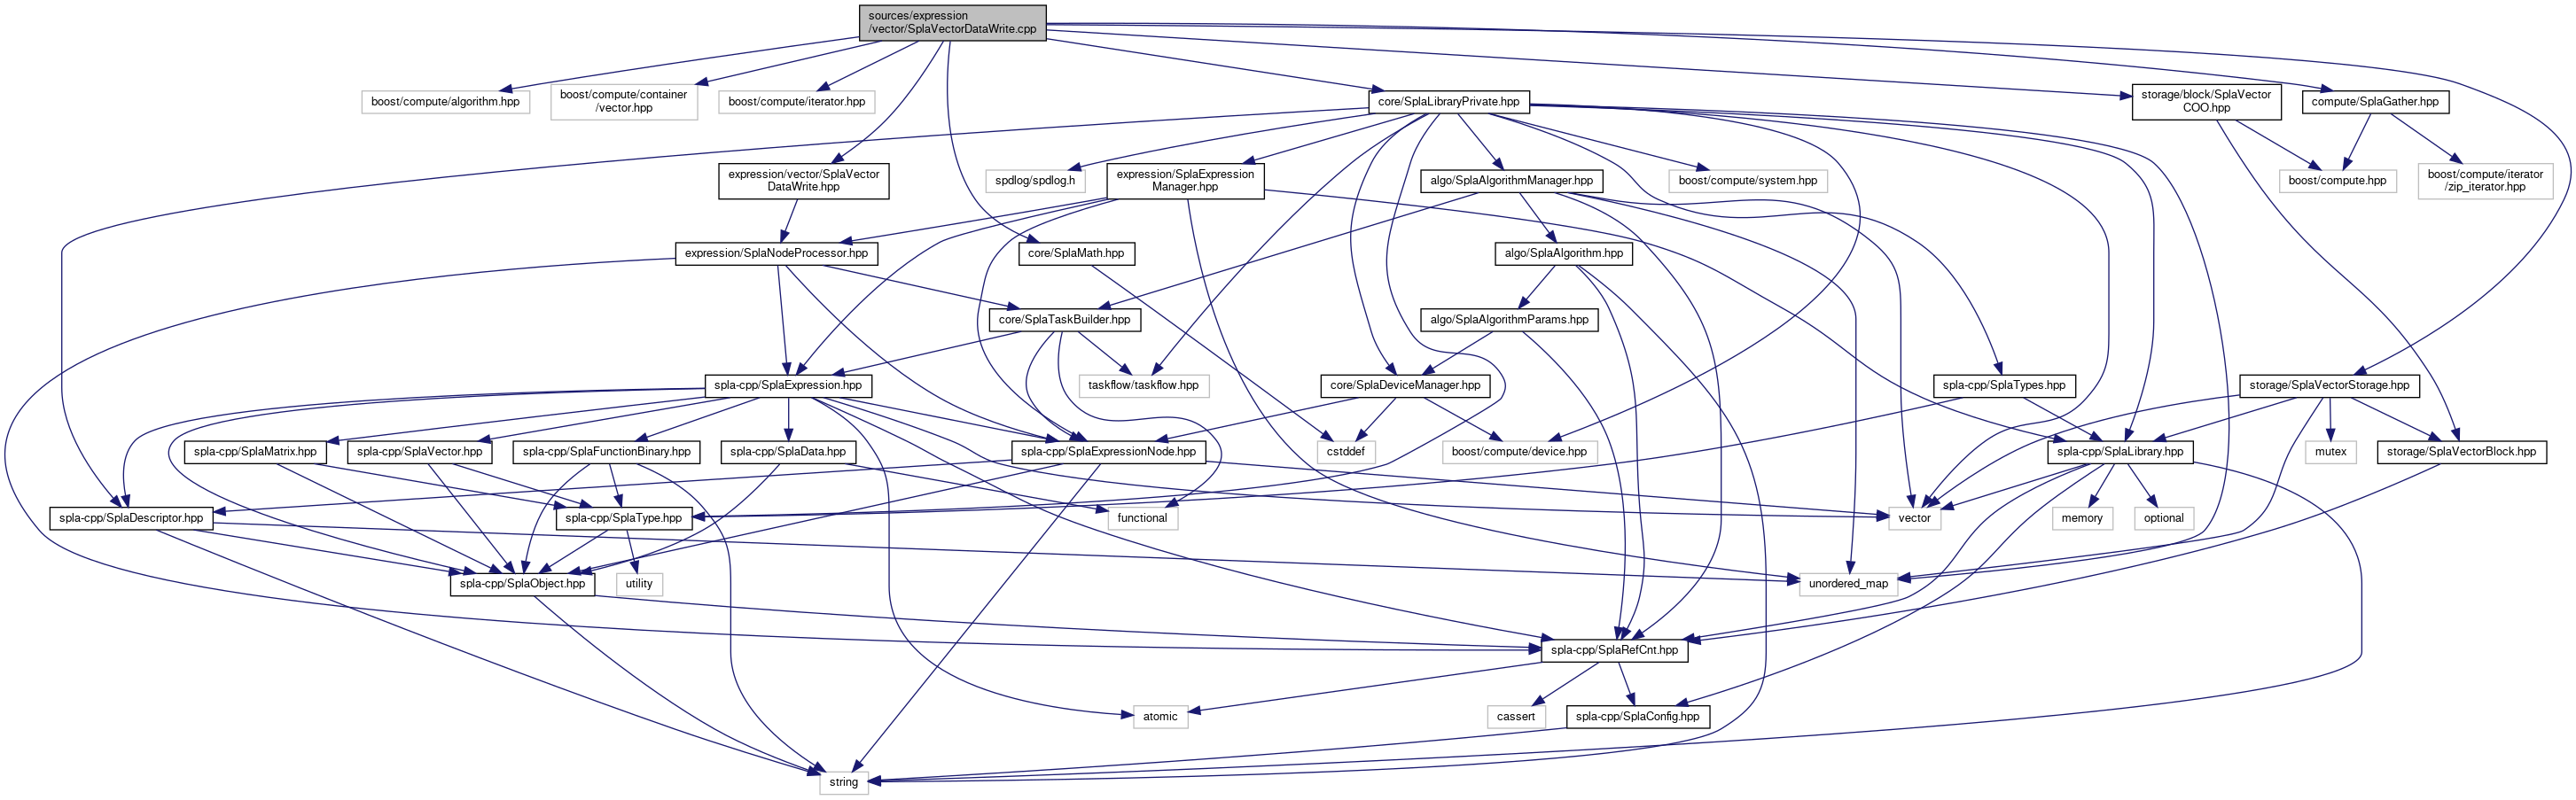 sources/expression
/vector/SplaVectorDataWrite.cpp
boost/compute/algorithm.hpp
boost/compute/container
/vector.hpp
boost/compute/iterator.hpp
core/SplaLibraryPrivate.hpp
storage/block/SplaVector
COO.hpp
compute/SplaGather.hpp
expression/vector/SplaVector
DataWrite.hpp
spdlog/spdlog.h
expression/SplaExpression
Manager.hpp
algo/SplaAlgorithmManager.hpp
boost/compute/system.hpp
boost/compute.hpp
boost/compute/iterator
/zip_iterator.hpp
expression/SplaNodeProcessor.hpp
core/SplaMath.hpp
algo/SplaAlgorithm.hpp
core/SplaTaskBuilder.hpp
algo/SplaAlgorithmParams.hpp
spla-cpp/SplaExpression.hpp
taskflow/taskflow.hpp
core/SplaDeviceManager.hpp
spla-cpp/SplaTypes.hpp
storage/SplaVectorStorage.hpp
spla-cpp/SplaMatrix.hpp
spla-cpp/SplaVector.hpp
spla-cpp/SplaFunctionBinary.hpp
spla-cpp/SplaData.hpp
spla-cpp/SplaExpressionNode.hpp
cstddef
boost/compute/device.hpp
spla-cpp/SplaLibrary.hpp
mutex
storage/SplaVectorBlock.hpp
spla-cpp/SplaDescriptor.hpp
spla-cpp/SplaType.hpp
functional
vector
memory
optional
spla-cpp/SplaObject.hpp
utility
unordered_map
spla-cpp/SplaRefCnt.hpp
atomic
cassert
spla-cpp/SplaConfig.hpp
string